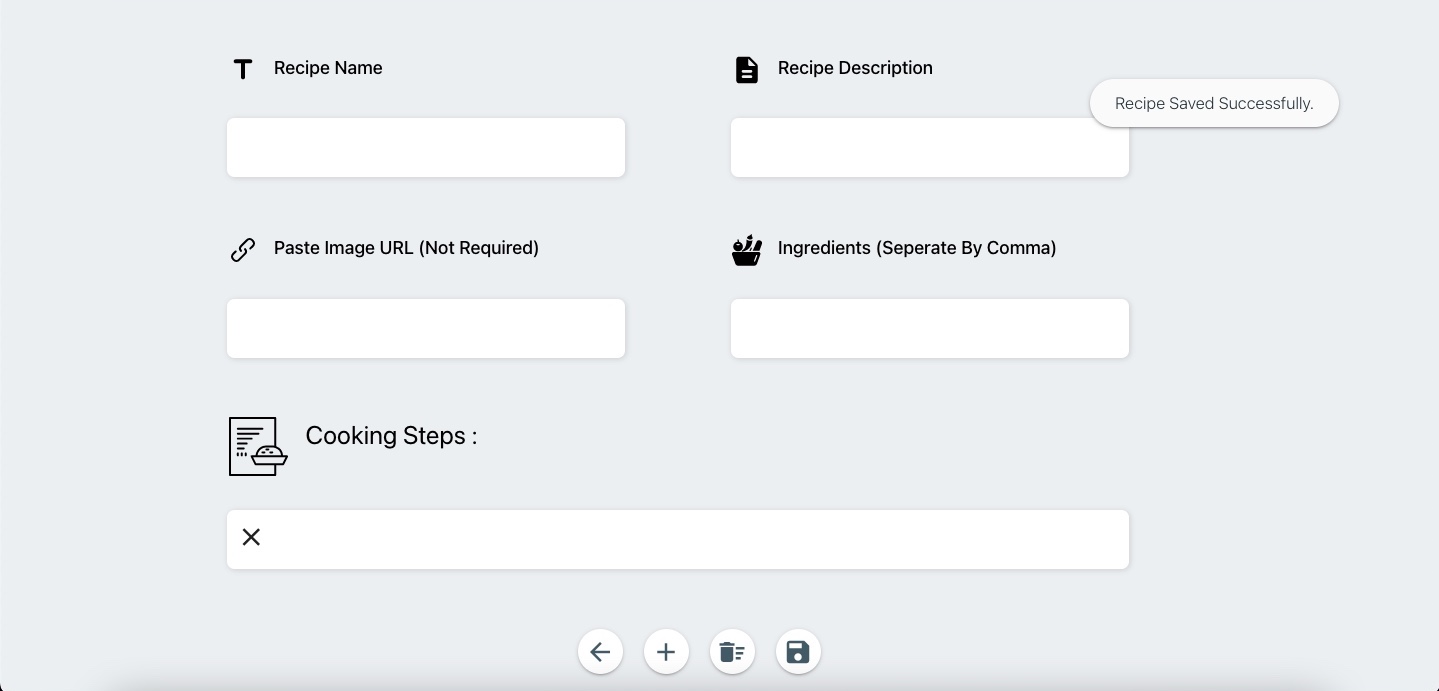 Recipe Name
Recipe Description
Recipe Saved Successfully.
Paste Image URL (Not Required)
Ingredients (Seperate By Comma)
Cooking Steps :